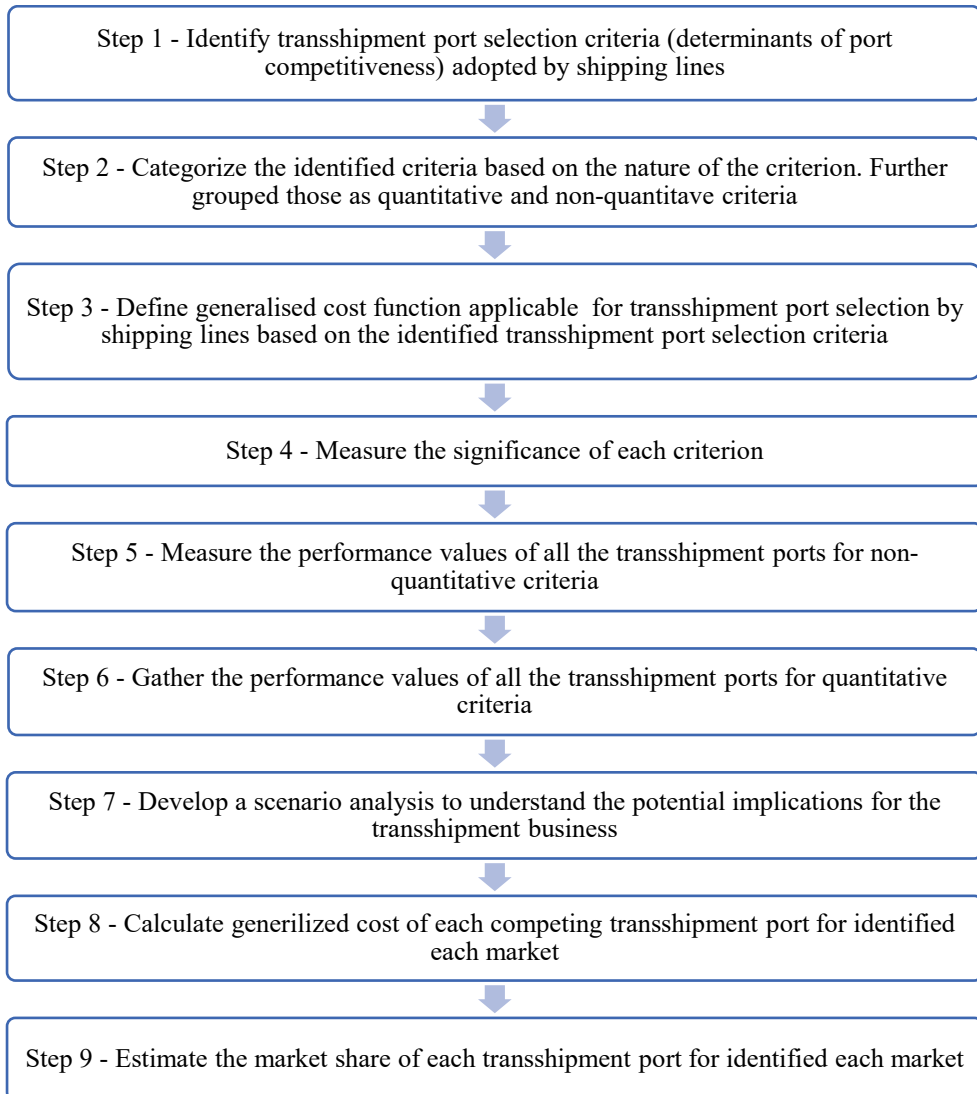 Step 1 - Identify transshipment port selection criteria (determinants of port
competitiveness) adopted by shipping lines
Step 2 - Categorize the identified criteria based on the nature of the criterion. Further
grouped those as quantitative and non-quantitave criteria
Step 3 - Define generalised cost function applicable  for transshipment port selection by
shipping lines based on the identified transshipment port selection criteria
Step 4 - Measure the significance of each criterion
Step 5 - Measure the performance values of all the transshipment ports for non-
quantitative criteria
Step 6 - Gather the performance values of all the transshipment ports for quantitative
criteria
Step 7 - Develop a scenario analysis to understand the potential implications for the
transshipment business
Step 8 - Calculate generilized cost of each competing transshipment port for identified
each market
Step 9 - Estimate the market share of each transshipment port for identified each market